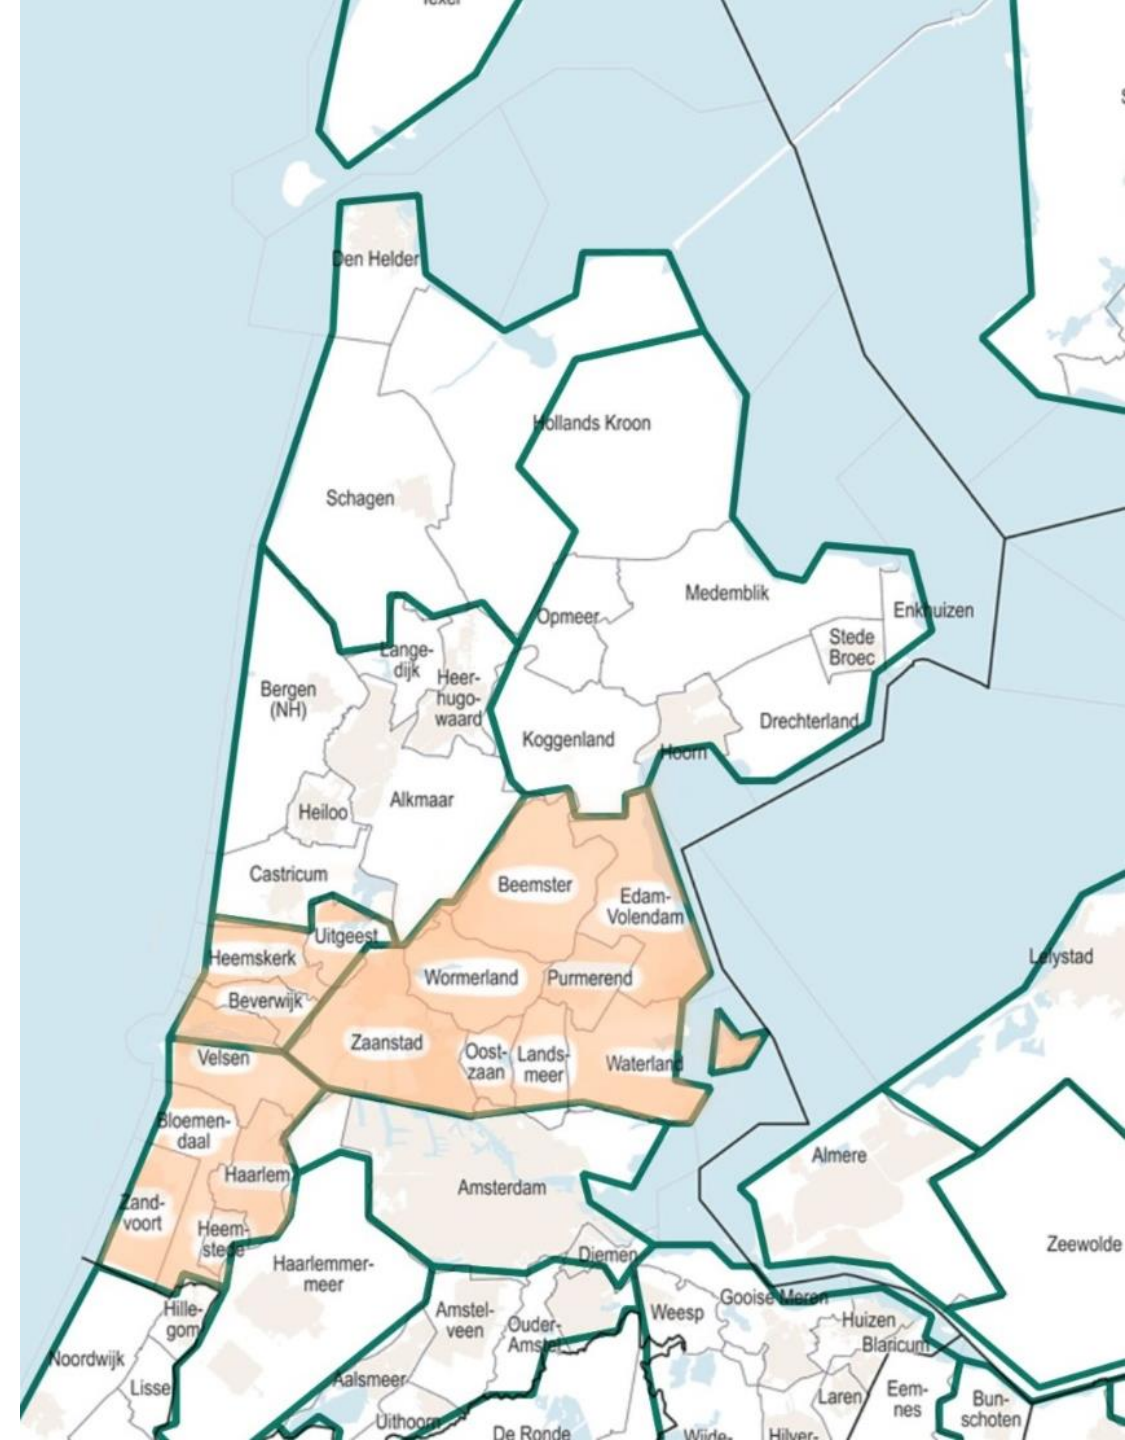 Texel
Den Helder
Hollands Kroon
Schagen
Medemblik
Opmeer
Enkhuizen
Stede
Broec
Lange-
dijk
Heer-
hugo-
waard
Bergen
(NH)
Drechterland
Koggenland
Hoorn
Alkmaar
Heiloo
Castricum
Beemster
Edam-
Volendam
Uitgeest
Heemskerk
Wormerland
Purmerend
Lelystad
Beverwijk
Zaanstad
Velsen
Oost-
zaan
Lands-
meer
Waterland
Bloemen-
daal
Almere
Haarlem
Amsterdam
Zand-
voort
Heem-
stede
Diemen
Zeewolde
Haarlemmer-
meer
Gooise Meren
Hille-
gom
Amstel-
veen
Ouder-
Amstel
Weesp
Huizen
Blaricum
Noordwijk
Lisse
Aalsmeer
Laren
Eem-
nes
Bun-
schoten
Uithoorn
De Ronde
Wijde-
Hilver-